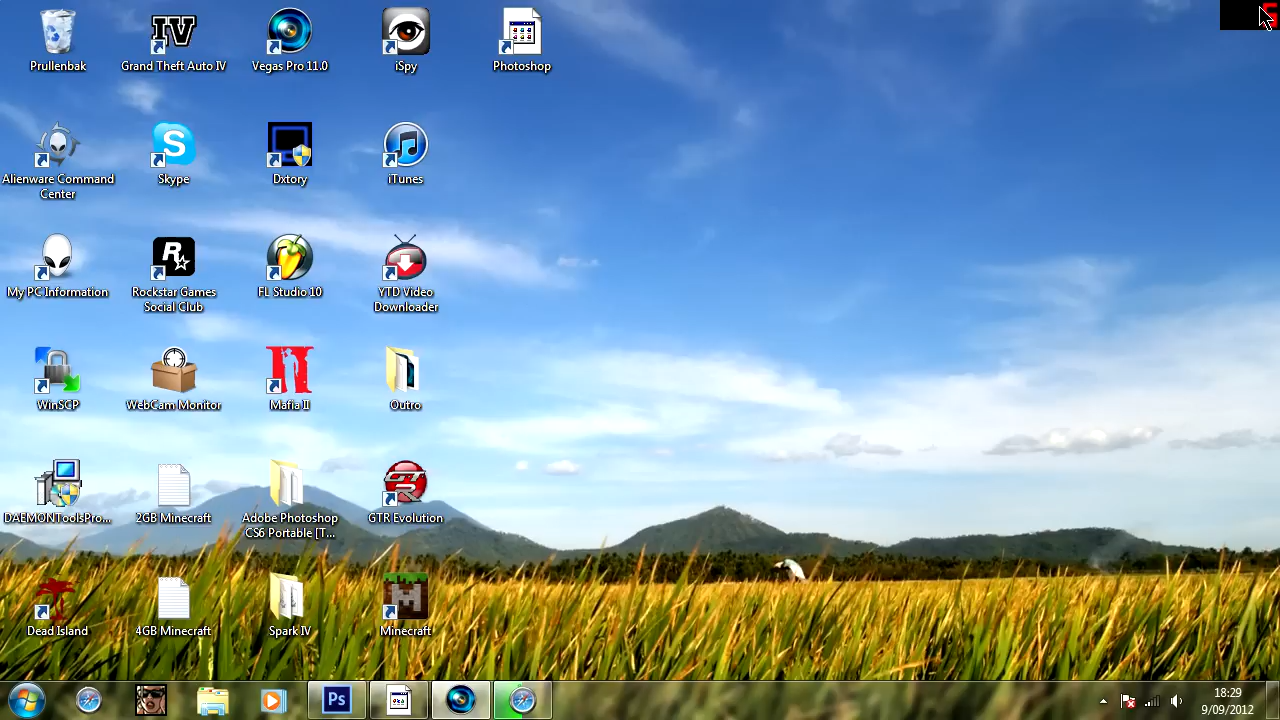 Prullenbak
Grand Theft Auto IV
Vegas Pro 11.0
iSpy
Photoshop
Alienware Command
Center
Skype
Dxtory
iTunes
My PC Information
Rockstar Games
Social Club
FL Studio 10
YTD Video
Downloader
WinSCP
WebCam Monitor
Mafia II
Outro
DAEMONToolsPro...
2GB Minecraft
Adobe Photoshop
CS6 Portable [T...
GTR Evolution
Dead Island
4GB Minecraft
Spark IV
Minecraft
Ps
18:29
9/09/2012